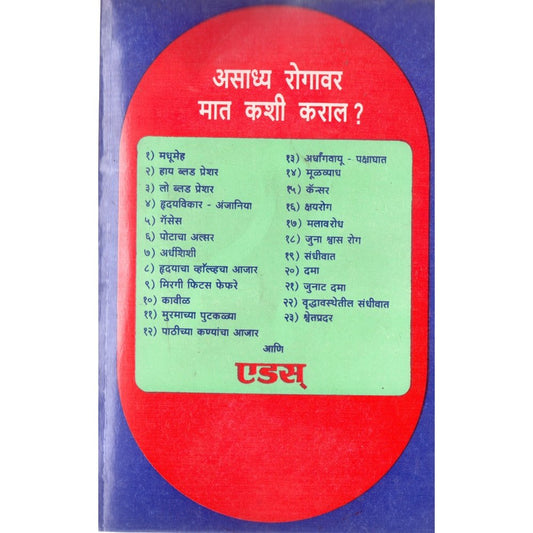 असाध्य रोगावर
मात कशी कराल ?
१) मधूमेह
२) हाय ब्लड प्रेशर
३) लो ब्लड प्रेशर
४) हृदयविकार - अंजानिया
५) गॅसेस
६) पोटाचा अल्सर
७) अर्धशिशी
८) हृदयाचा व्हॉल्व्हचा आजार
९) मिरगी फिटस फेफरे
१०) कावीळ
११) मुरमाच्या पुटकळ्या
१२) पाठीच्या कण्यांचा आजार
१३) अर्धांगवायू - पक्षाघात
१४) मूळव्याध
१५) कॅन्सर
१६) क्षयरोग
१७) मलावरोध
१८) जुना श्वास रोग
१९) संधीवात
२०) दमा
२१) जुनाट दमा
२२) वृद्धावस्थेतील संधीवात
२३) श्वेतप्रदर
आणि
एडस्